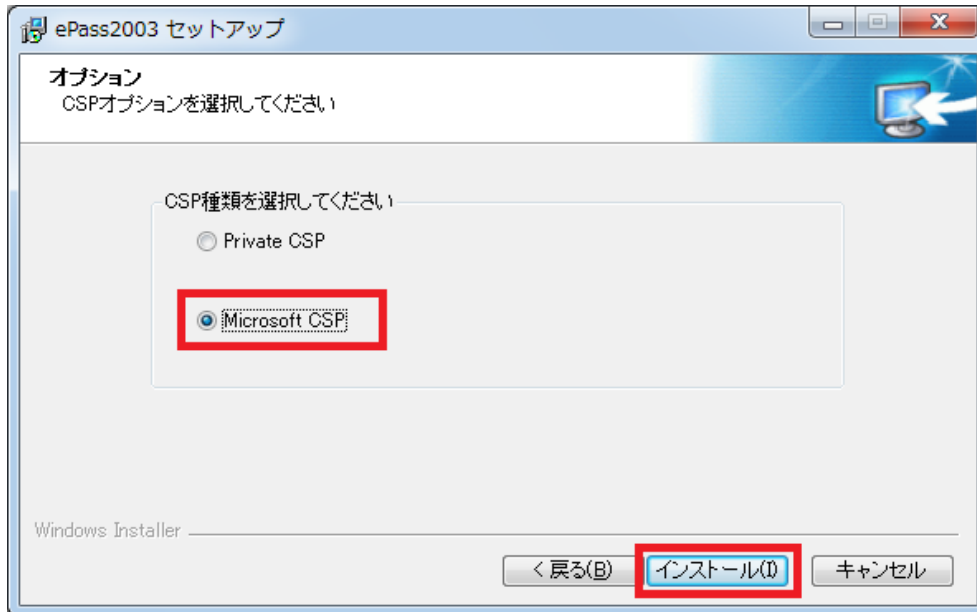 ePass2003 セットアップ
オプション
CSPオプションを選択してください
CSP種類を選択してください
Private CSP
Microsoft CSP
Windows Installer
< 戻る(B)
インストール(I)
キャンセル